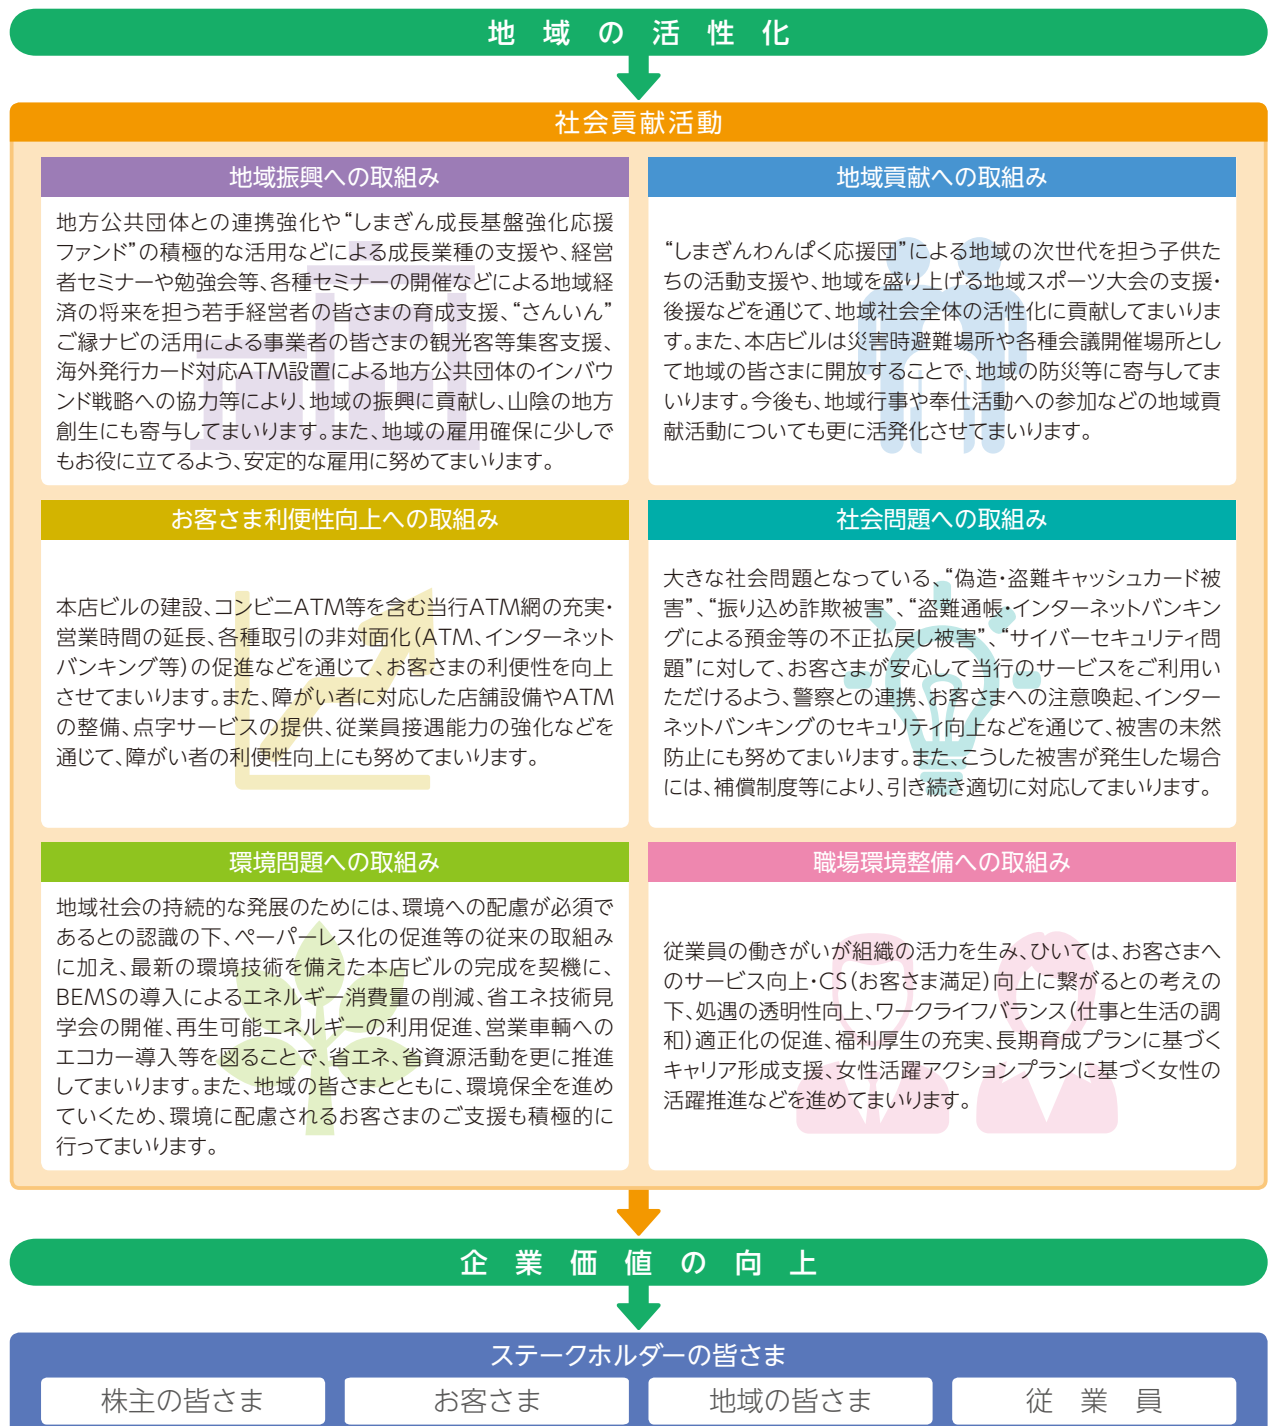 地域の活性化
社会貢献活動
地域振興への取組み
地方公共団体との連携強化や“しまぎん成長基盤強化応援
ファンド”の積極的な活用などによる成長業種の支援や、経営
者セミナーや勉強会等、各種セミナーの開催などによる地域経
済の将来を担う若手経営者の皆さまの育成支援、“さんいん”
ご縁ナビの活用による事業者の皆さまの観光客等集客支援、
海外発行カード対応ATM設置による地方公共団体のインバウ
ンド戦略への協力等により、地域の振興に貢献し、山陰の地方
創生にも寄与してまいります。また、地域の雇用確保に少しで
もお役に立てるよう、安定的な雇用に努めてまいります。
地域貢献への取組み
“しまぎんわんぱく応援団”による地域の次世代を担う子供た
ちの活動支援や、地域を盛り上げる地域スポーツ大会の支援・
後援などを通じて、地域社会全体の活性化に貢献してまいりま
す。また、本店ビルは災害時避難場所や各種会議開催場所とし
て地域の皆さまに開放することで、地域の防災等に寄与してま
いります。今後も、地域行事や奉仕活動への参加などの地域貢
献活動についても更に活発化させてまいります。
お客さま利便性向上への取組み
本店ビルの建設、コンビニATM等を含む当行ATM網の充実・
営業時間の延長、各種取引の非対面化(ATM、インターネット
バンキング等)の促進などを通じて、お客さまの利便性を向上
させてまいります。また、障がい者に対応した店舗設備やATM
の整備、点字サービスの提供、従業員接遇能力の強化などを
通じて、障がい者の利便性向上にも努めてまいります。
社会問題への取組み
大きな社会問題となっている、“偽造・盗難キャッシュカード被
害”、“振り込め詐欺被害”、“盗難通帳・インターネットバンキン
グによる預金等の不正払戻し被害”、“サイバーセキュリティ問
題”に対して、お客さまが安心して当行のサービスをご利用い
ただけるよう、警察との連携、お客さまへの注意喚起、インター
ネットバンキングのセキュリティ向上などを通じて、被害の未然
防止にも努めてまいります。また、こうした被害が発生した場合
には、補償制度等により、引き続き適切に対応してまいります。
環境問題への取組み
地域社会の持続的な発展のためには、環境への配慮が必須で
あるとの認識の下、ペーパーレス化の促進等の従来の取組み
に加え、最新の環境技術を備えた本店ビルの完成を契機に、
BEMSの導入によるエネルギー消費量の削減、省エネ技術見
学会の開催、再生可能エネルギーの利用促進、営業車輌への
エコカー導入等を図ることで、省エネ、省資源活動を更に推進
してまいります。また、地域の皆さまとともに、環境保全を進め
ていくため、環境に配慮されるお客さまのご支援も積極的に
行ってまいります。
職場環境整備への取組み
従業員の働きがいが組織の活力を生み、ひいては、お客さまへ
のサービス向上・CS(お客さま満足)向上に繋がるとの考えの
下、処遇の透明性向上、ワークライフバランス(仕事と生活の調
和)適正化の促進、福利厚生の充実、長期育成プランに基づく
キャリア形成支援、女性活躍アクションプランに基づく女性の
活躍推進などを進めてまいります。
企業価値の向上
ステークホルダーの皆さま
株主の皆さま
お客さま
地域の皆さま
従業員